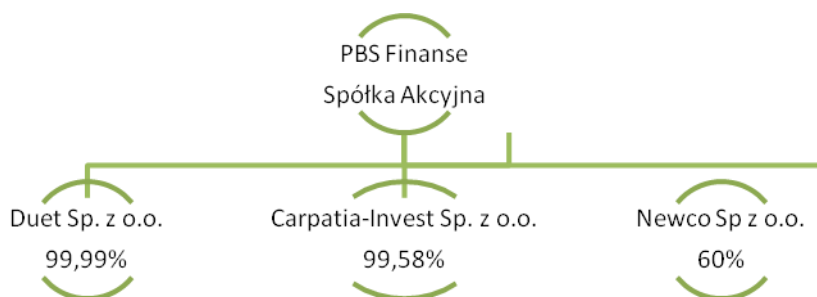 PBS Finanse
Spółka Akcyjna
Duet Sp. z o.o.
99,99%
Carpatia-Invest Sp. z o.o.
99,58%
Newco Sp z o.o.
60%